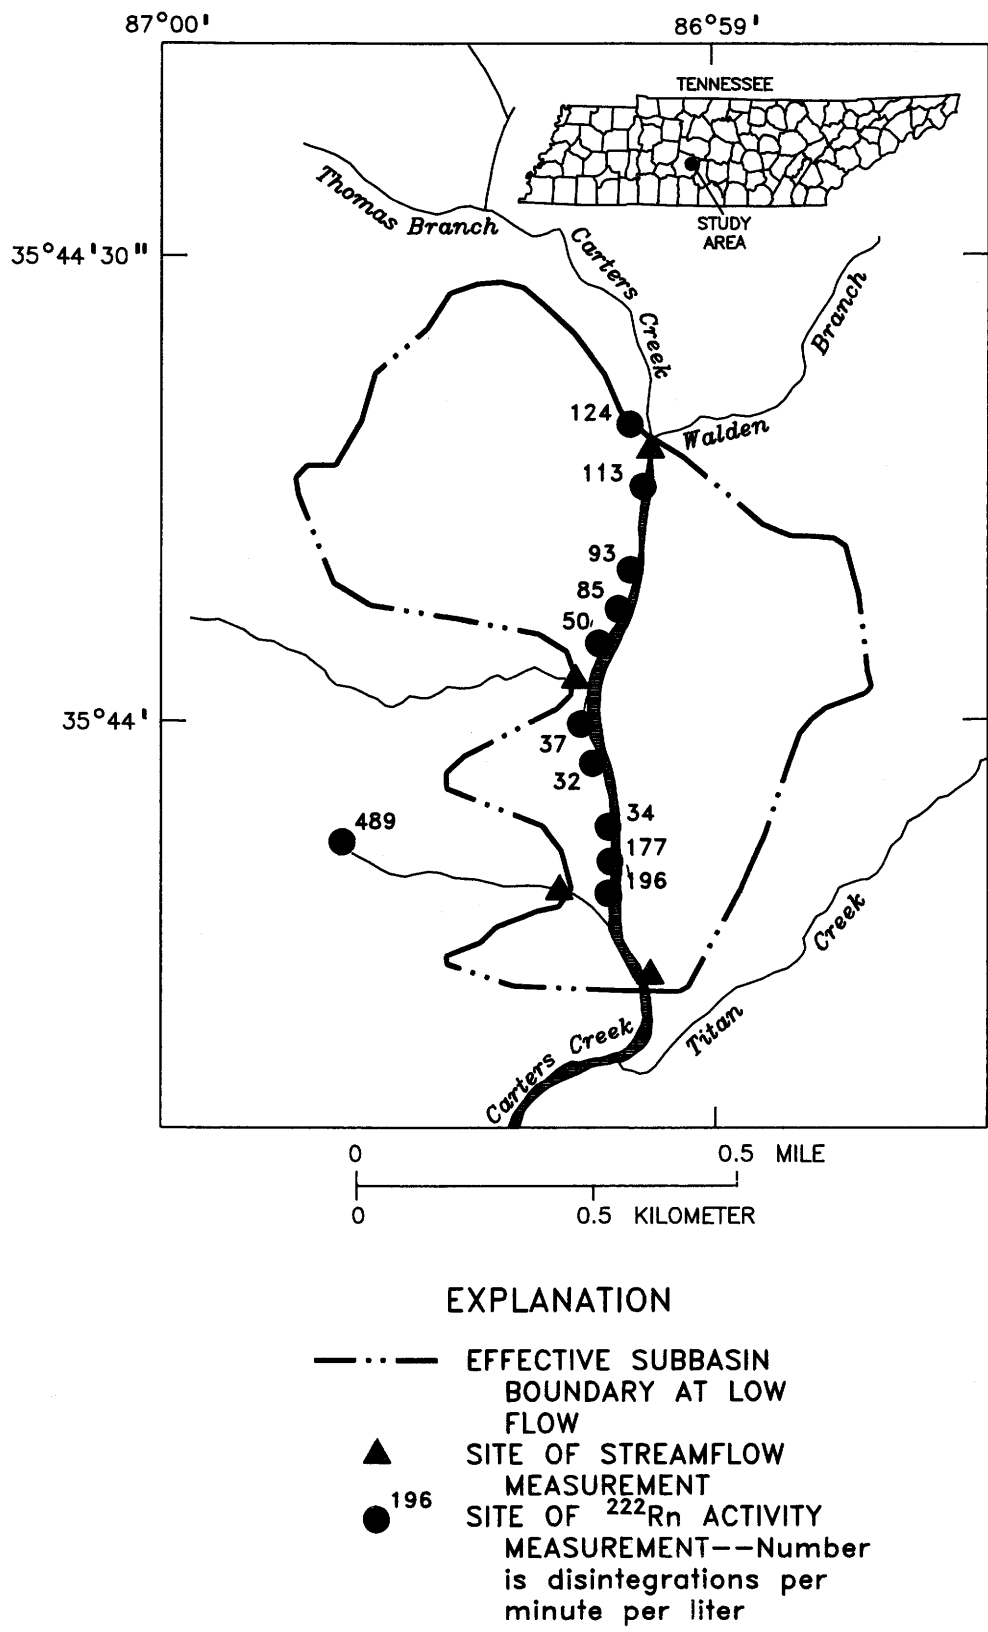 87°00'
86°59'
TENNESSEE
STUDY
AREA
Thomas Branch
35°44'30"
Carters Creek
Branch
Walden
124
113
93
85
50
35°44'
37
32
489
34
177
196
Creek
Titan
Carters Creek
0 0.5 MILE
0 0.5 KILOMETER
EXPLANATION
EFFECTIVE SUBBASIN
BOUNDARY AT LOW
FLOW
SITE OF STREAMFLOW
MEASUREMENT
196
SITE OF ²²²Rn ACTIVITY
MEASUREMENT--Number
is disintegrations per
minute per liter